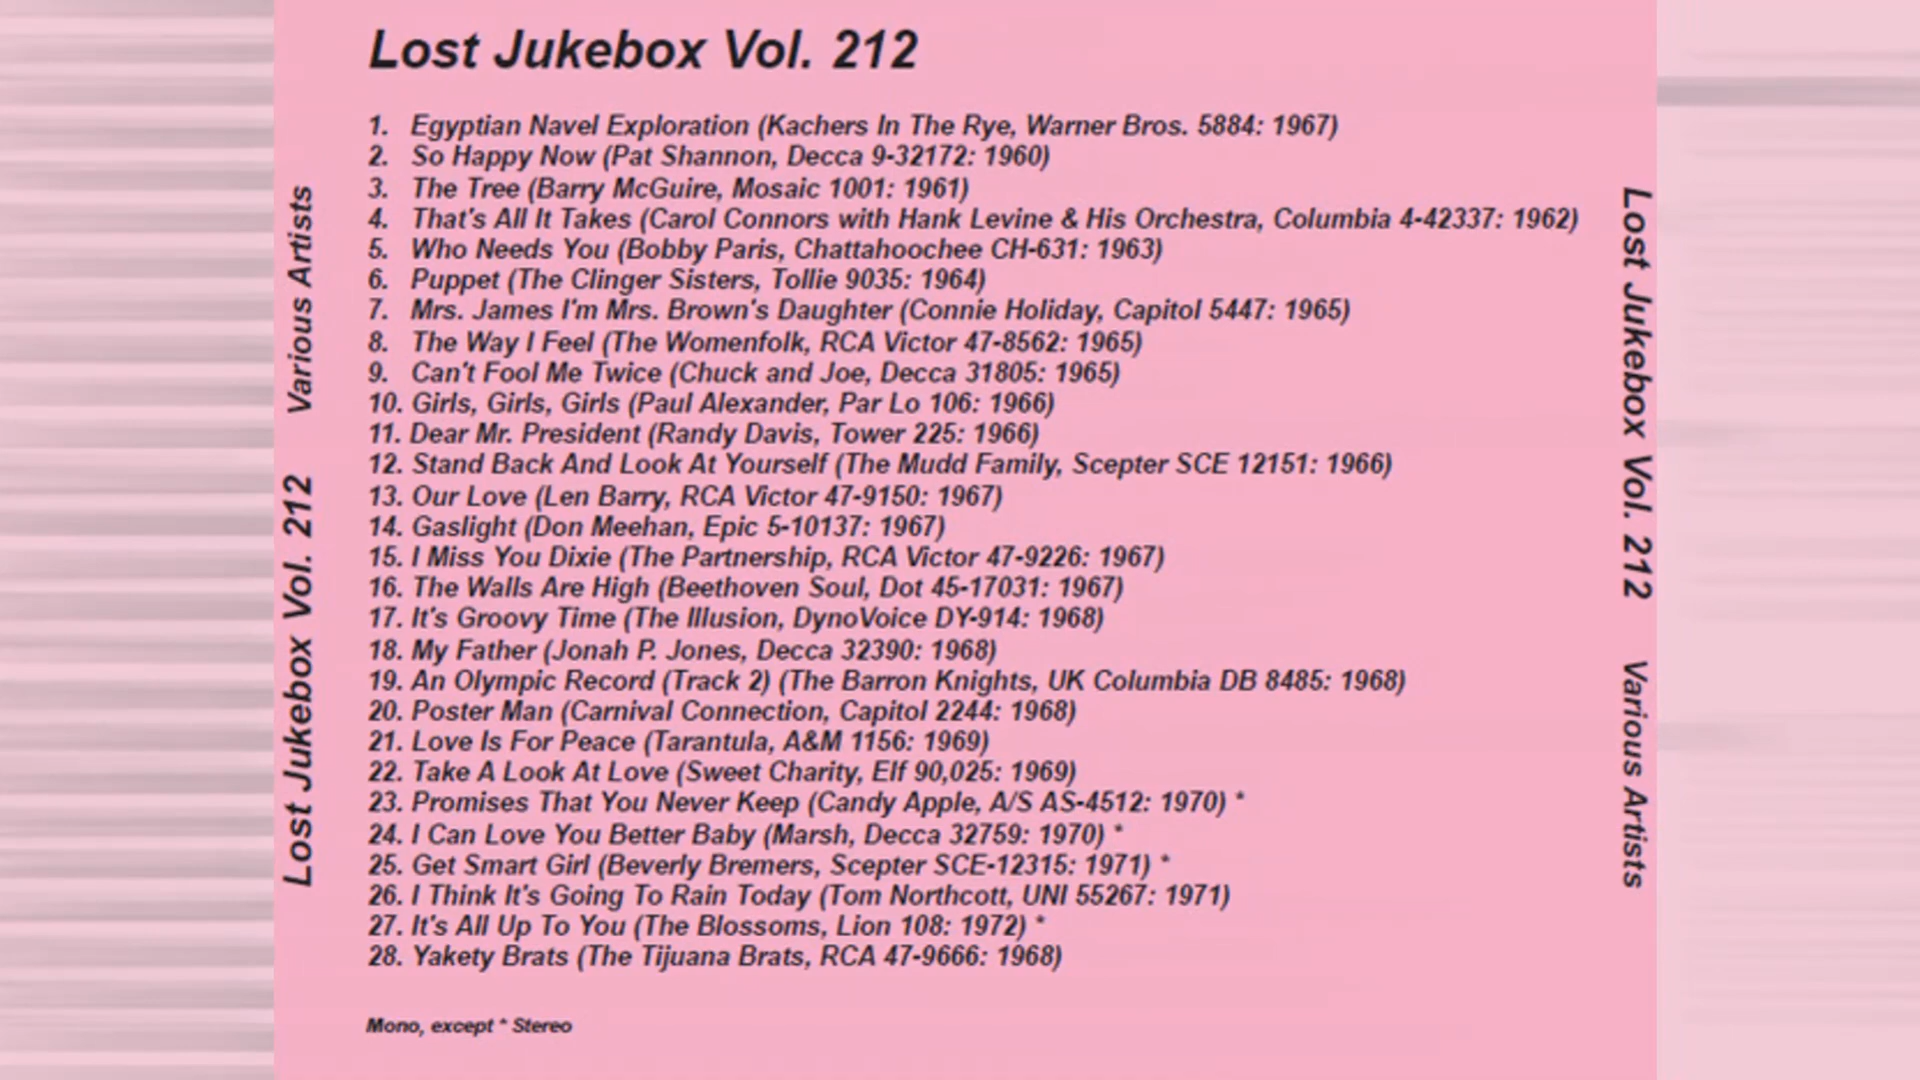 Lost Jukebox Vol. 212
1. Egyptian Navel Exploration (Kachers In The Rye, Warner Bros. 5884: 1967)
2. So Happy Now (Pat Shannon, Decca 9-32172: 1960)
3. The Tree (Barry McGuire, Mosaic 1001: 1961)
4. That's All It Takes (Carol Connors with Hank Levine & His Orchestra, Columbia 4-42337: 1962)
5. Who Needs You (Bobby Paris, Chattahoochee CH-631: 1963)
6. Puppet (The Clinger Sisters, Tollie 9035: 1964)
7. Mrs. James I'm Mrs. Brown's Daughter (Connie Holiday, Capitol 5447: 1965)
8. The Way I Feel (The Womenfolk, RCA Victor 47-8562: 1965)
9. Can't Fool Me Twice (Chuck and Joe, Decca 31805: 1965)
10. Girls, Girls, Girls (Paul Alexander, Par Lo 106: 1966)
11. Dear Mr. President (Randy Davis, Tower 225: 1966)
12. Stand Back And Look At Yourself (The Mudd Family, Scepter SCE 12151: 1966)
13. Our Love (Len Barry, RCA Victor 47-9150: 1967)
14. Gaslight (Don Meehan, Epic 5-10137: 1967)
15. I Miss You Dixie (The Partnership, RCA Victor 47-9226: 1967)
16. The Walls Are High (Beethoven Soul, Dot 45-17031: 1967)
17. It's Groovy Time (The Illusion, DynoVoice DY-914: 1968)
18. My Father (Jonah P. Jones, Decca 32390: 1968)
19. An Olympic Record (Track 2) (The Barron Knights, UK Columbia DB 8485: 1968)
20. Poster Man (Carnival Connection, Capitol 2244: 1968)
21. Love Is For Peace (Tarantula, A&M 1156: 1969)
22. Take A Look At Love (Sweet Charity, Elf 90,025: 1969)
23. Promises That You Never Keep (Candy Apple, A/S AS-4512: 1970) *
24. I Can Love You Better Baby (Marsh, Decca 32759: 1970) *
25. Get Smart Girl (Beverly Bremers, Scepter SCE-12315: 1971) *
26. I Think It's Going To Rain Today (Tom Northcott, UNI 55267: 1971)
27. It's All Up To You (The Blossoms, Lion 108: 1972) *
28. Yakety Brats (The Tijuana Brats, RCA 47-9666: 1968)
Mono, except * Stereo
Lost Jukebox Vol. 212 Various Artists
Lost Jukebox Vol. 212 Various Artists